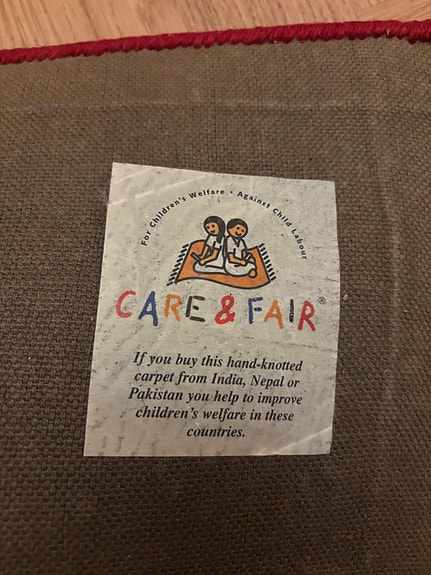 For Children's Welfare • Against Child Labour
CARE & FAIR®
If you buy this hand-knotted
carpet from India, Nepal or
Pakistan you help to improve
children's welfare in these
countries.